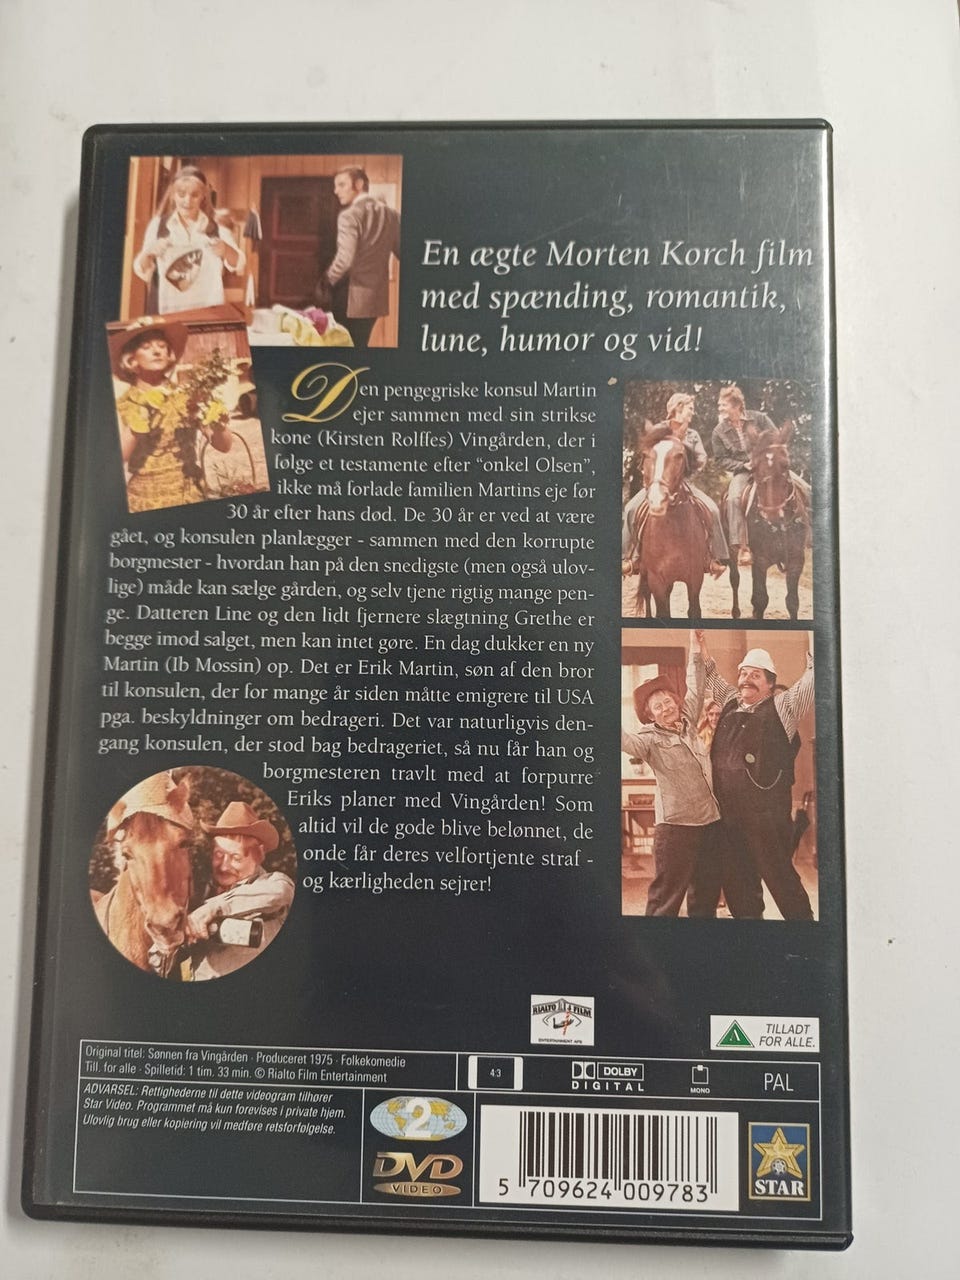 En ægte Morten Korch film
med spænding, romantik,
lune, humor og vid!
Den pengegriske konsul Martin
ejer sammen med sin strikse
kone (Kirsten Rolffes) Vingården, der i
følge et testamente efter "onkel Olsen",
ikke må forlade familien Martins eje før
30 år efter hans død. De 30 år er ved at være
gået, og konsulen planlægger - sammen med den korrupte
borgmester - hvordan han på den snedigste (men også ulov-
lige) måde kan sælge gården, og selv tjene rigtig mange pen-
ge. Datteren Line og den lidt fjernere slægtning Grethe er
begge imod salget, men kan intet gøre. En dag dukker en ny
Martin (Ib Mossin) op. Det er Erik Martin, søn af den bror
til konsulen, der for mange år siden måtte emigrere til USA
pga. beskyldninger om bedrageri. Det var naturligvis den-
gang konsulen, der stod bag bedrageriet, så nu får han og
borgmesteren travlt med at forpurre
Eriks planer med Vingården! Som
altid vil de gode blive belønnet, de
onde får deres velfortjente straf -
og kærligheden sejrer!
RIALTO FILM
ENTERTAINMENT APS
A
TILLADT
FOR ALLE.
Original titel: Sønnen fra Vingården · Produceret 1975 · Folkekomedie
Till. for alle · Spilletid: 1 tim. 33 min. © Rialto Film Entertainment
4:3
DOLBY
DIGITAL
MONO
PAL
ADVARSEL: Rettighederne til dette videogram tilhører
Star Video. Programmet må kun forevises i private hjem.
Ulovlig brug eller kopiering vil medføre retsforfølgelse.
2
DVD
VIDEO
5 709624 009783
STAR